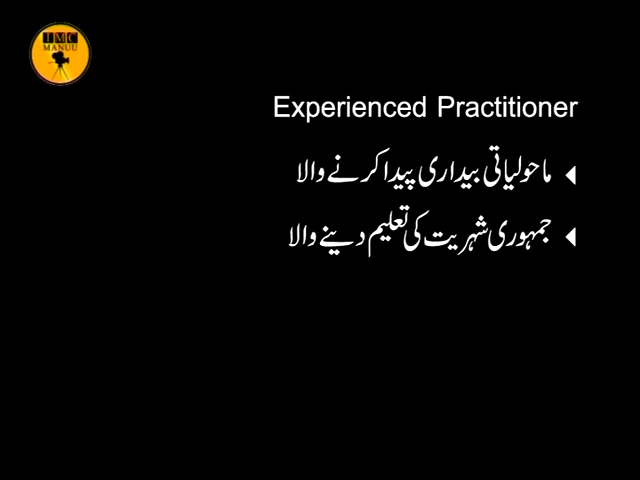 IMC
MANUU
Experienced Practitioner
ماحولیاتی بیداری پیدا کرنے والا
جمہوری شہریت کی تعلیم دینے والا